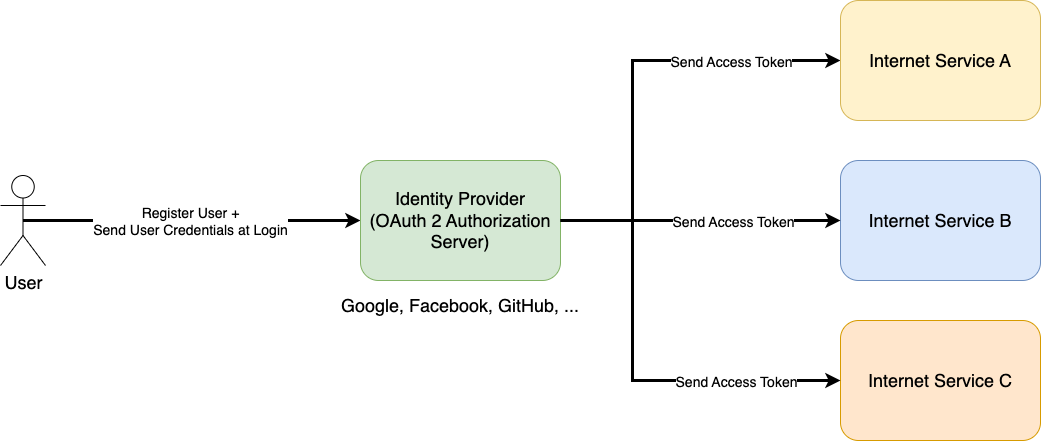 Send Access Token
Internet Service A
Register User +
Send User Credentials at Login
User
Identity Provider
(OAuth 2 Authorization
Server)
Google, Facebook, GitHub, ...
Send Access Token
Internet Service B
Send Access Token
Internet Service C